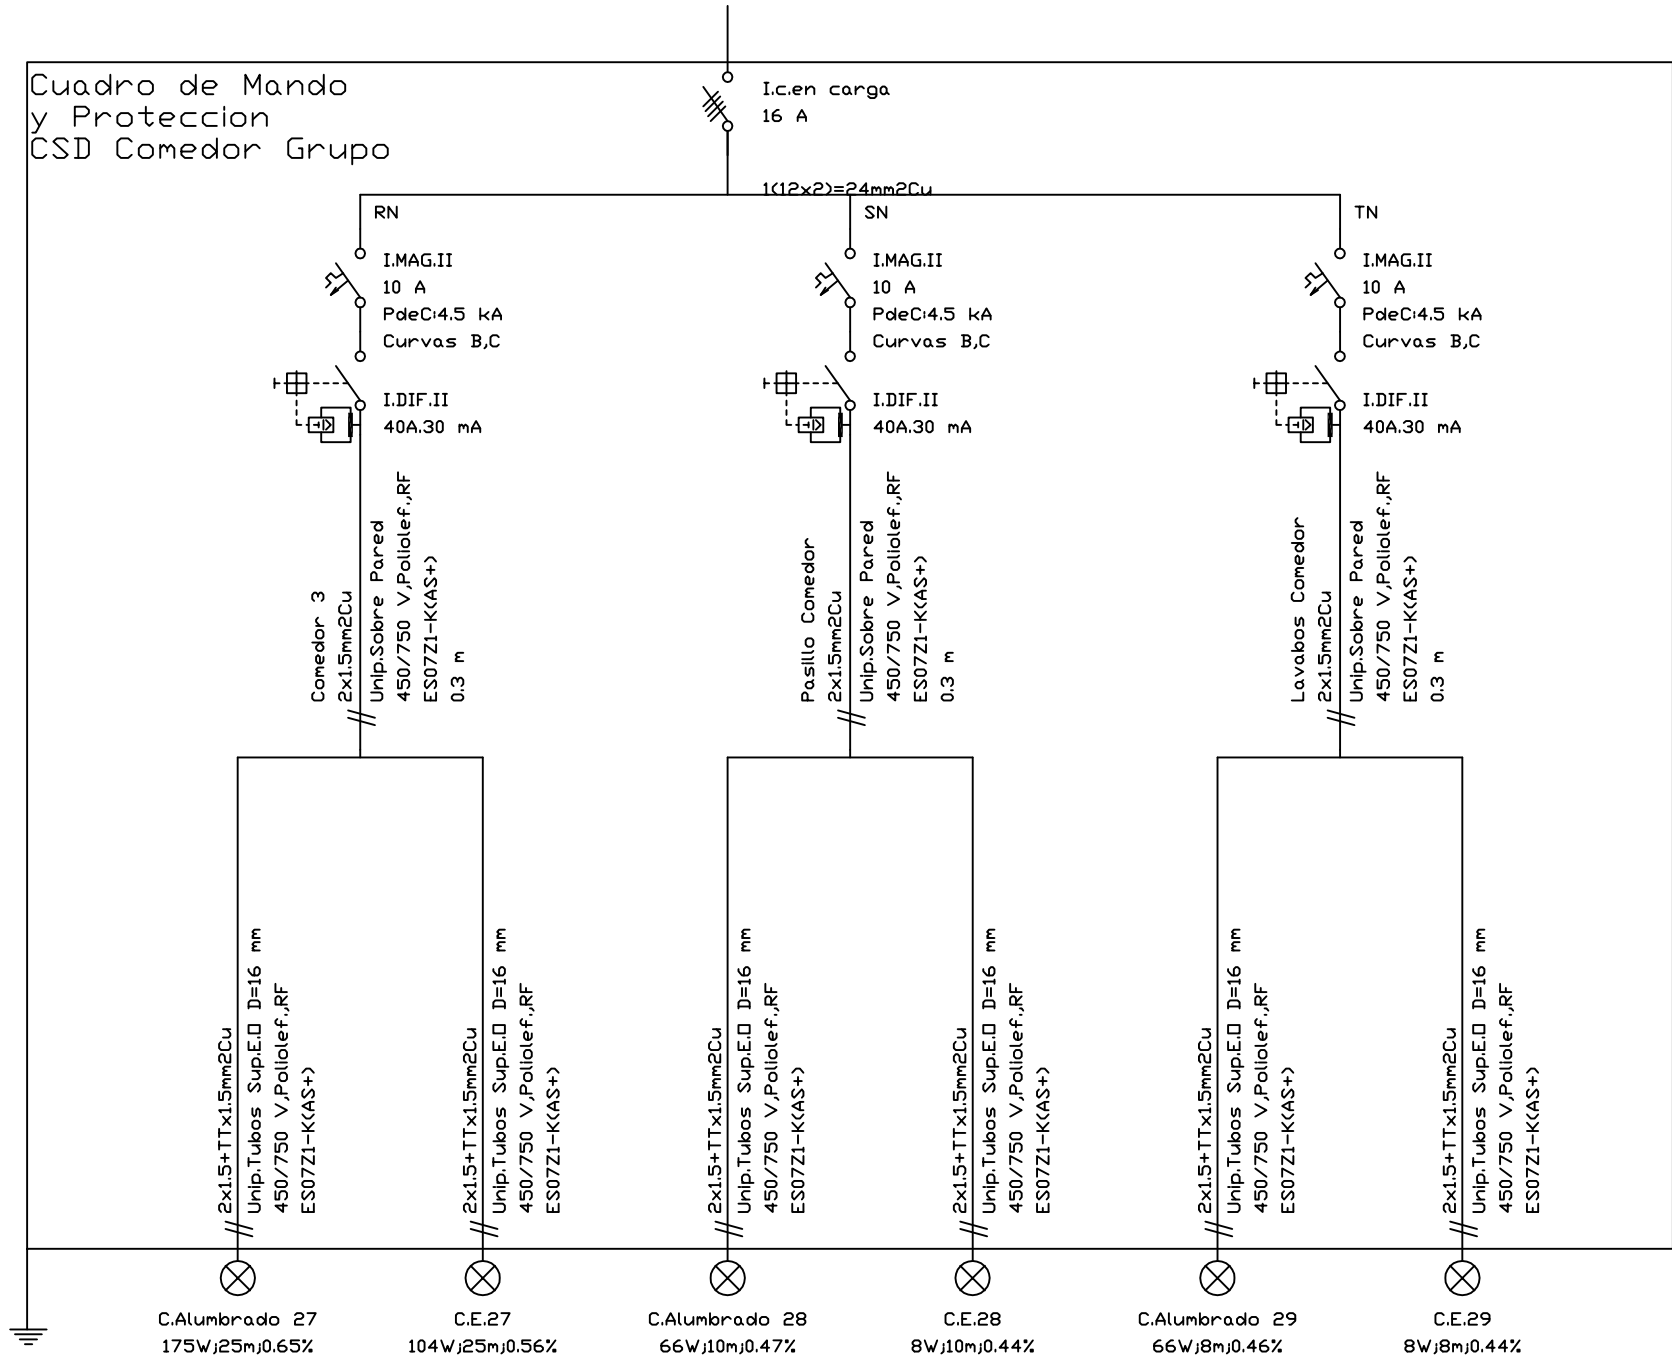 Cuadro de Mando
y Proteccion
CSD Comedor Grupo
I.c.en carga
16 A
1(12x2)=24mm2Cu
RN
I.MAG.II
10 A
PdeC:4.5 kA
Curvas B,C
I.DIF.II
40A.30 mA
Comedor 3
2x1.5mm2Cu
Unip.Sobre Pared
450/750 V,Poliolef.,RF
ES07Z1-K(AS+)
0.3 m
SN
I.MAG.II
10 A
PdeC:4.5 kA
Curvas B,C
I.DIF.II
40A.30 mA
Pasillo Comedor
2x1.5mm2Cu
Unip.Sobre Pared
450/750 V,Poliolef.,RF
ES07Z1-K(AS+)
0.3 m
TN
I.MAG.II
10 A
PdeC:4.5 kA
Curvas B,C
I.DIF.II
40A.30 mA
Lavabos Comedor
2x1.5mm2Cu
Unip.Sobre Pared
450/750 V,Poliolef.,RF
ES07Z1-K(AS+)
0.3 m
2x1.5+TTx1.5mm2Cu
Unip.Tubos Sup.E.□ D=16 mm
450/750 V,Poliolef.,RF
ES07Z1-K(AS+)
C.Alumbrado 27
175W;25m;0.65%
2x1.5+TTx1.5mm2Cu
Unip.Tubos Sup.E.□ D=16 mm
450/750 V,Poliolef.,RF
ES07Z1-K(AS+)
C.E.27
104W;25m;0.56%
2x1.5+TTx1.5mm2Cu
Unip.Tubos Sup.E.□ D=16 mm
450/750 V,Poliolef.,RF
ES07Z1-K(AS+)
C.Alumbrado 28
66W;10m;0.47%
2x1.5+TTx1.5mm2Cu
Unip.Tubos Sup.E.□ D=16 mm
450/750 V,Poliolef.,RF
ES07Z1-K(AS+)
C.E.28
8W;10m;0.44%
2x1.5+TTx1.5mm2Cu
Unip.Tubos Sup.E.□ D=16 mm
450/750 V,Poliolef.,RF
ES07Z1-K(AS+)
C.Alumbrado 29
66W;8m;0.46%
2x1.5+TTx1.5mm2Cu
Unip.Tubos Sup.E.□ D=16 mm
450/750 V,Poliolef.,RF
ES07Z1-K(AS+)
C.E.29
8W;8m;0.44%